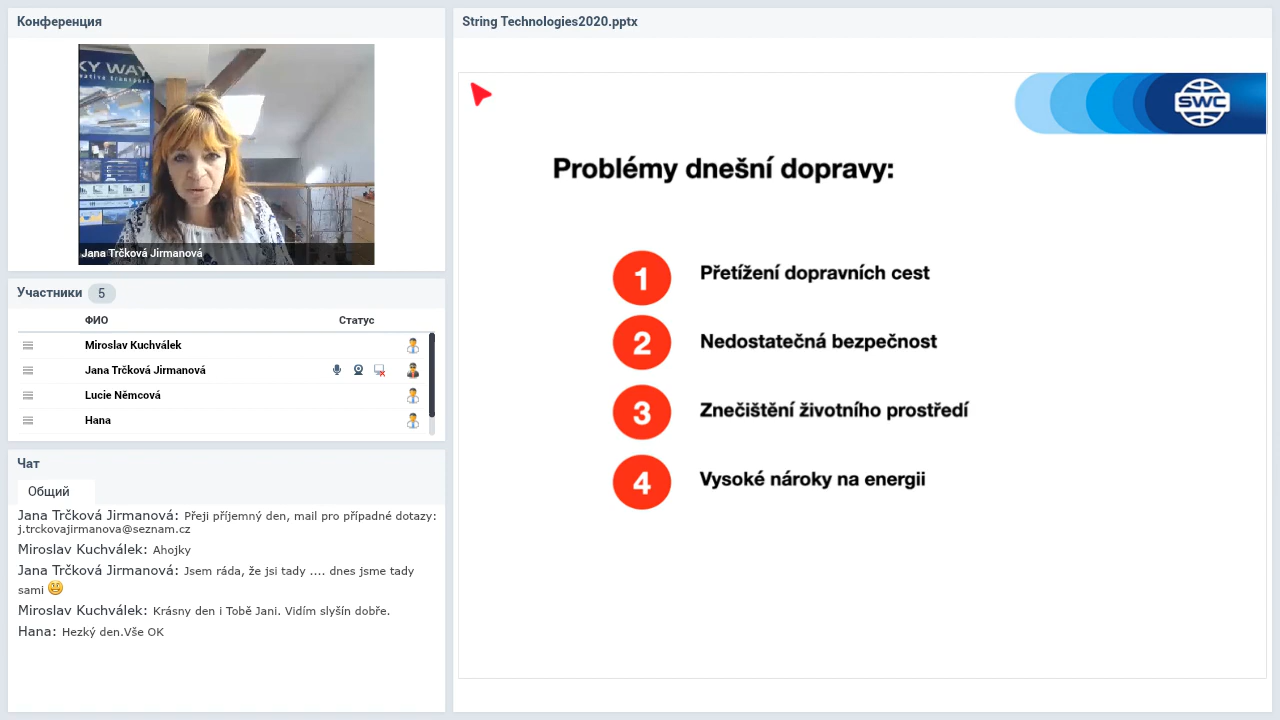 Конференция
KY WAY
Jana Trčková Jirmanová
Участники 5
ФИО Статус
Miroslav Kuchválek
Jana Trčková Jirmanová
Lucie Němcová
Hana
Чат
Общий
Jana Trčková Jirmanová: Přeji příjemný den, mail pro případné dotazy:
j.trckovajirmanova@seznam.cz
Miroslav Kuchválek: Ahojky
Jana Trčková Jirmanová: Jsem ráda, že jsi tady .... dnes jsme tady
sami
Miroslav Kuchválek: Krásny den i Tobě Jani. Vidím slyšín dobře.
Hana: Hezký den.Vše OK
String Technologies2020.pptx
SWC
Problémy dnešní dopravy:
1 Přetížení dopravních cest
2 Nedostatečná bezpečnost
3 Znečištění životního prostředí
4 Vysoké nároky na energii